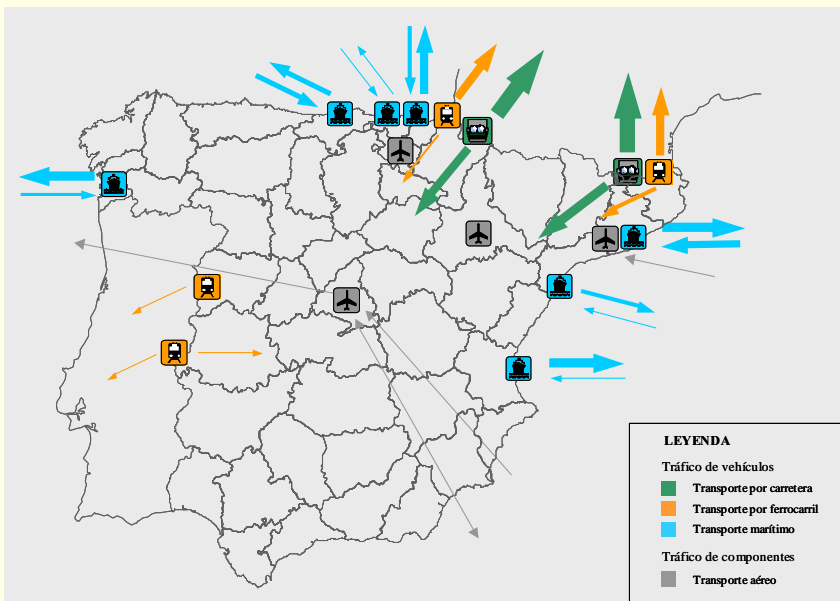 LEYENDA
Tráfico de vehículos
Transporte por carretera
Transporte por ferrocarril
Transporte marítimo
Tráfico de componentes
Transporte aéreo